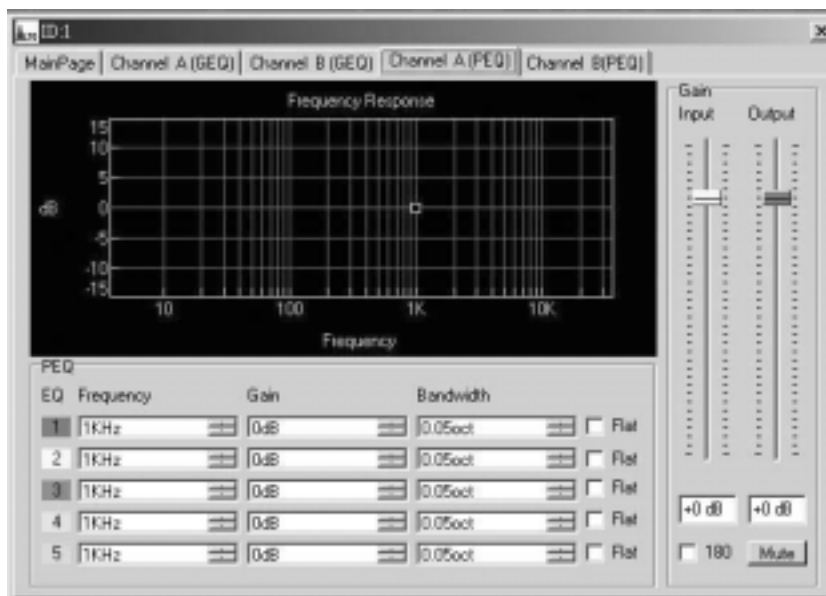 ID:1
MainPage Channel A (GEQ) Channel B (GEQ) Channel A (PEQ) Channel B(PEQ)
Frequency Response
15
10
5
dB 0
-5
-10
-15
10 100 1K 10K
Frequency
Gain
Input Output
+0 dB +0 dB
180 Mute
PEQ
EQ Frequency Gain Bandwidth
1 1KHz 0dB 0.05oct Flat
2 1KHz 0dB 0.05oct Flat
3 1KHz 0dB 0.05oct Flat
4 1KHz 0dB 0.05oct Flat
5 1KHz 0dB 0.05oct Flat